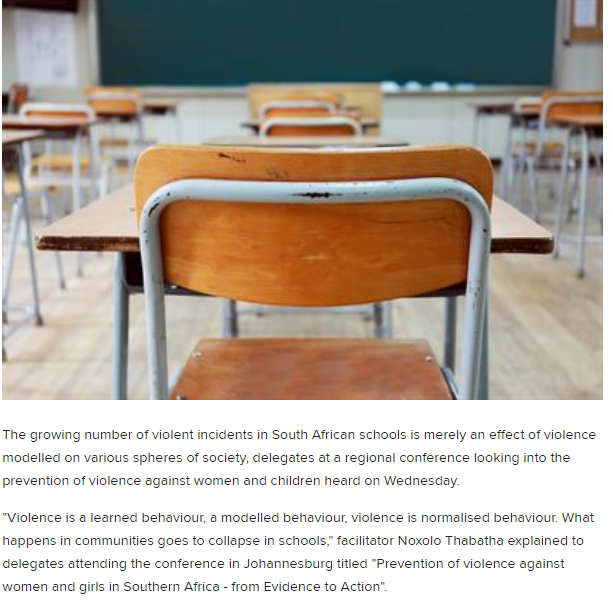 The growing number of violent incidents in South African schools is merely an effect of violence
modelled on various spheres of society, delegates at a regional conference looking into the
prevention of violence against women and children heard on Wednesday.
"Violence is a learned behaviour, a modelled behaviour, violence is normalised behaviour. What
happens in communities goes to collapse in schools," facilitator Noxolo Thabatha explained to
delegates attending the conference in Johannesburg titled "Prevention of violence against
women and girls in Southern Africa - from Evidence to Action".